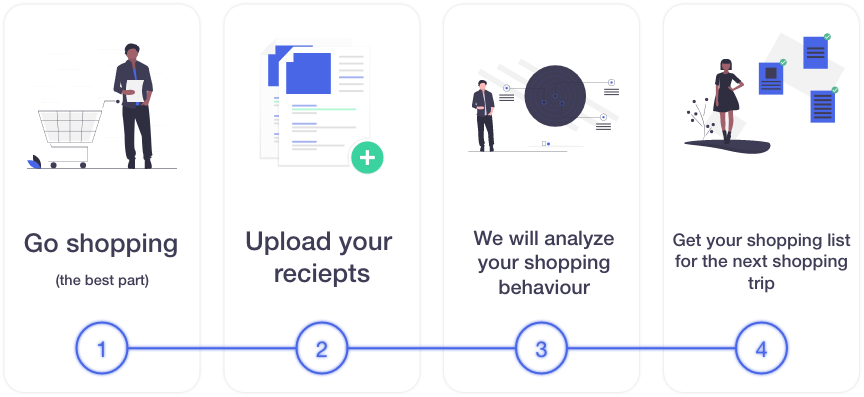 Go shopping
(the best part)
1
Upload your
reciepts
2
We will analyze
your shopping
behaviour
3
Get your shopping list
for the next shopping
trip
4